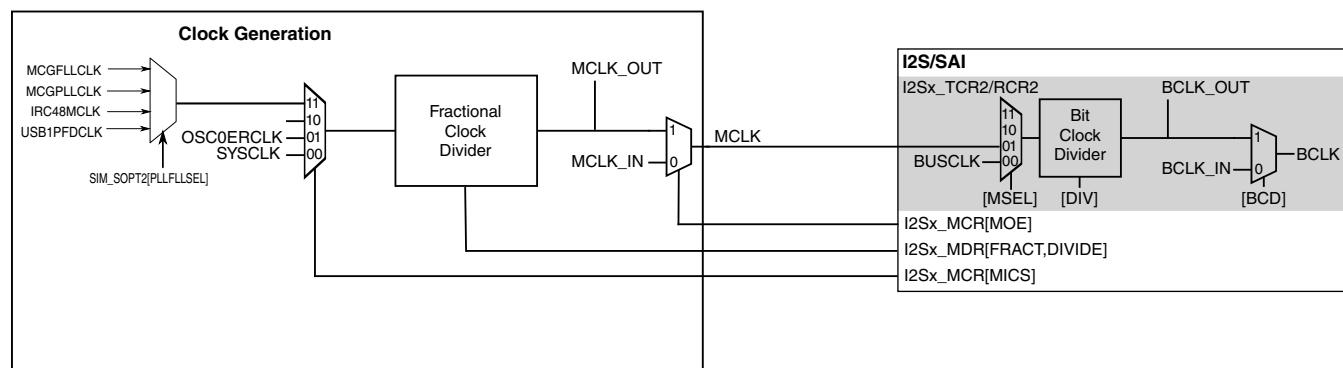 Clock Generation
MCGFLLCLK
MCGPLLCLK
IRC48MCLK
USB1PFDCLK
SIM_SOPT2[PLLFLLSEL]
11
10
OSC0ERCLK 01
SYSCLK 00
Fractional
Clock
Divider
MCLK_OUT
1
MCLK_IN 0
MCLK
I2S/SAI
I2Sx_TCR2/RCR2
11
10
01
BUSCLK 00
[MSEL]
Bit
Clock
Divider
[DIV]
BCLK_OUT
1
BCLK_IN 0
BCLK
[BCD]
I2Sx_MCR[MOE]
I2Sx_MDR[FRACT,DIVIDE]
I2Sx_MCR[MICS]